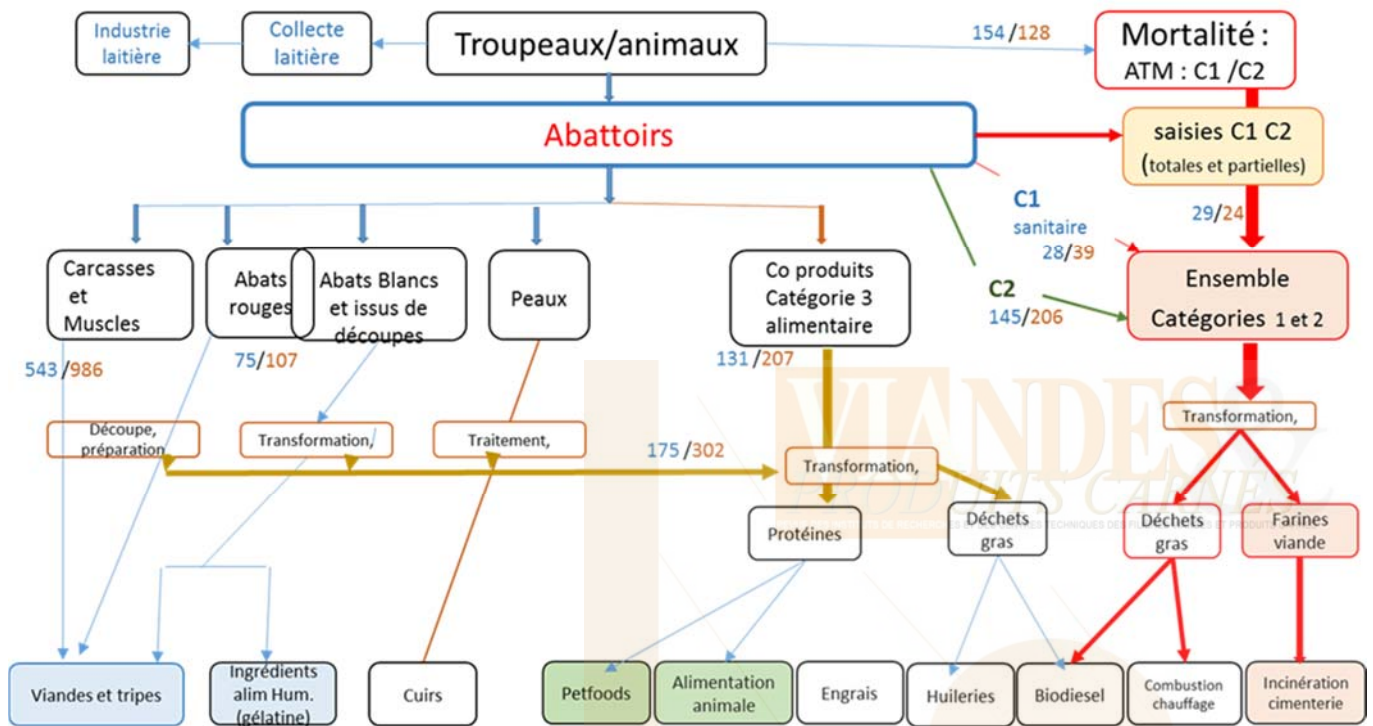 Industrie
laitière
Collecte
laitière
Troupeaux/animaux
154 /128
Mortalité :
ATM : C1 /C2
Abattoirs
saisies C1 C2
(totales et partielles)
C1
sanitaire
28/39
29/24
Carcasses
et
Muscles
Abats
rouges
Abats Blancs
et issus de
découpes
Peaux
Co produits
Catégorie 3
alimentaire
C2
145/206
Ensemble
Catégories 1 et 2
543 /986
75/107
131/207
Découpe,
préparation
Transformation,
Traitement,
175 /302
Transformation,
Transformation,
VIANDES
PRODUITS CARNÉS
Protéines
Déchets
gras
Déchets
gras
Farines
viande
Viandes et tripes
Ingrédients
alim Hum.
(gélatine)
Cuirs
Petfoods
Alimentation
animale
Engrais
Huileries
Biodiesel
Combustion
chauffage
Incinération
cimenterie